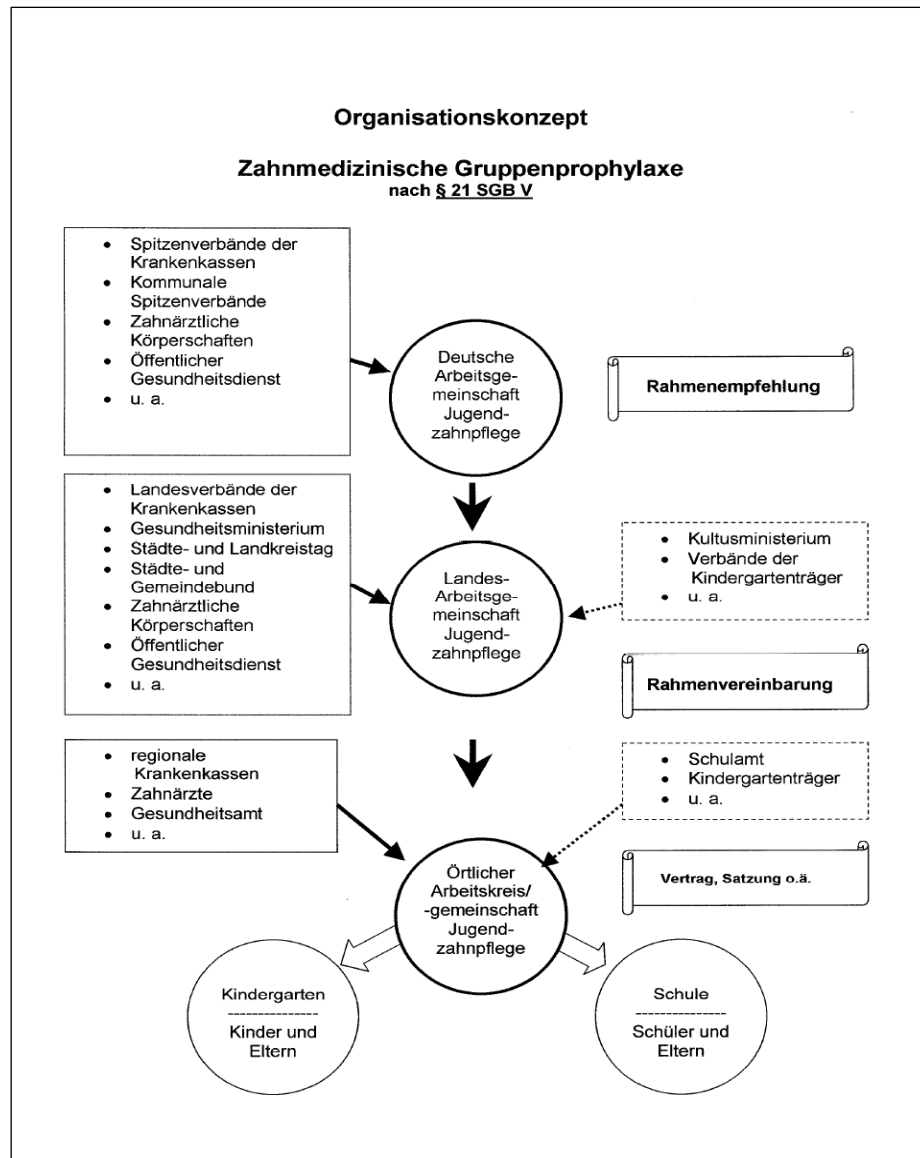 Organisationskonzept
Zahnmedizinische Gruppenprophylaxe
nach § 21 SGB V
• Spitzenverbände der
Krankenkassen
• Kommunale
Spitzenverbände
• Zahnärztliche
Körperschaften
• Öffentlicher
Gesundheitsdienst
• u. a.
Deutsche
Arbeitsge-
meinschaft
Jugend-
zahnpflege
Rahmenempfehlung
• Landesverbände der
Krankenkassen
• Gesundheitsministerium
• Städte- und Landkreistag
• Städte- und
Gemeindebund
• Zahnärztliche
Körperschaften
• Öffentlicher
Gesundheitsdienst
• u. a.
Landes-
Arbeitsge-
meinschaft
Jugend-
zahnpflege
• Kultusministerium
• Verbände der
Kindergartenträger
• u. a.
Rahmenvereinbarung
• regionale
Krankenkassen
• Zahnärzte
• Gesundheitsamt
• u. a.
• Schulamt
• Kindergartenträger
• u. a.
Örtlicher
Arbeitskreis/
-gemeinschaft
Jugend-
zahnpflege
Vertrag, Satzung o.ä.
Kindergarten
---------------
Kinder und
Eltern
Schule
----------------
Schüler und
Eltern